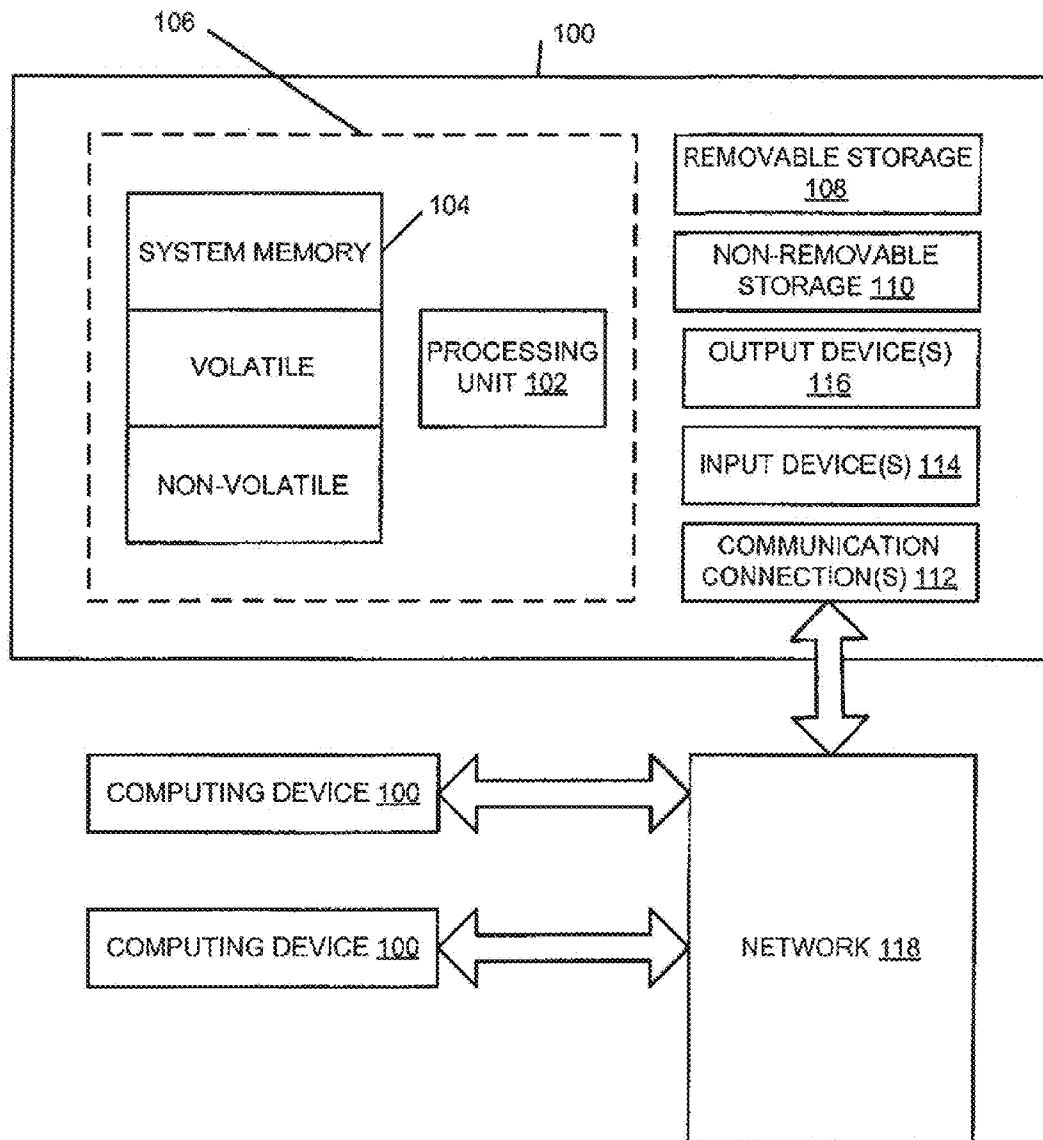 106
100
104
SYSTEM MEMORY
VOLATILE
NON-VOLATILE
PROCESSING
UNIT 102
REMOVABLE STORAGE
108
NON-REMOVABLE
STORAGE 110
OUTPUT DEVICE(S)
116
INPUT DEVICE(S) 114
COMMUNICATION
CONNECTION(S) 112
COMPUTING DEVICE 100
COMPUTING DEVICE 100
NETWORK 118